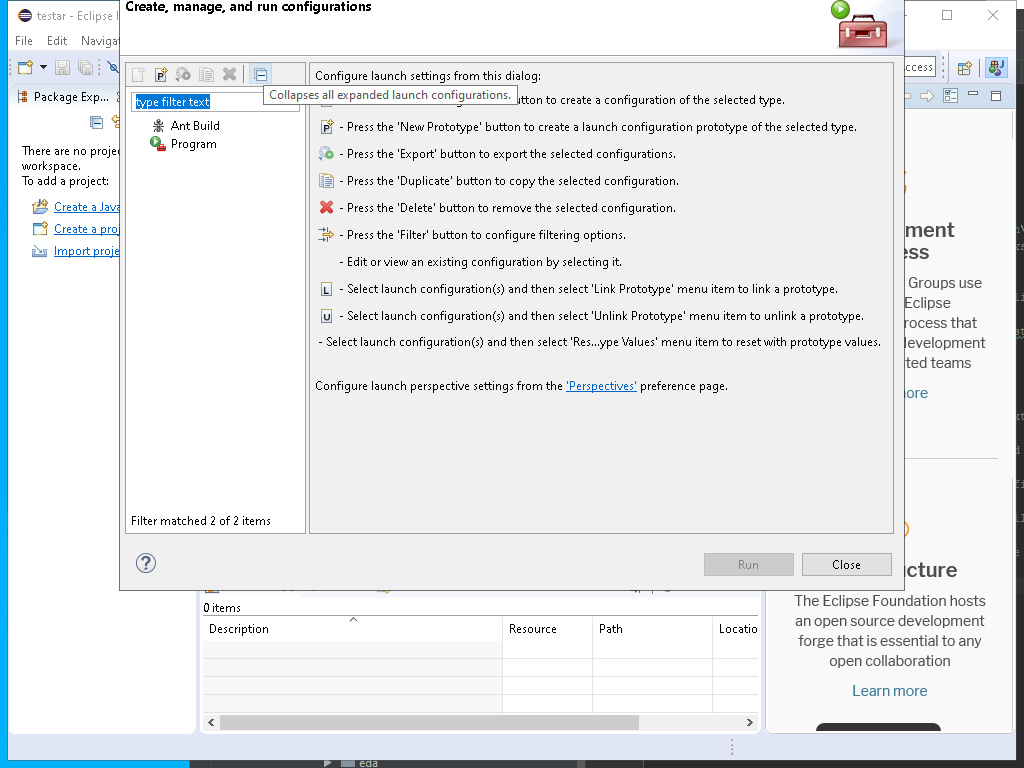 testar - Eclipse I
Create, manage, and run configurations
File Edit Naviga
Configure launch settings from this dialog:
Collapses all expanded launch configurations.
type filter text
utton to create a configuration of the selected type.
Ant Build
Program
- Press the 'New Prototype' button to create a launch configuration prototype of the selected type.
- Press the 'Export' button to export the selected configurations.
- Press the 'Duplicate' button to copy the selected configuration.
- Press the 'Delete' button to remove the selected configuration.
- Press the 'Filter' button to configure filtering options.
- Edit or view an existing configuration by selecting it.
L - Select launch configuration(s) and then select 'Link Prototype' menu item to link a prototype.
U - Select launch configuration(s) and then select 'Unlink Prototype' menu item to unlink a prototype.
- Select launch configuration(s) and then select 'Res...ype Values' menu item to reset with prototype values.
Configure launch perspective settings from the 'Perspectives' preference page.
Filter matched 2 of 2 items
? Run Close
ccess
Package Exp...
There are no proje
workspace.
To add a project:
Create a Java
Create a proj
Import proje
ment
ess
Groups use
Eclipse
rocess that
development
ted teams
ore
ucture
The Eclipse Foundation hosts
an open source development
forge that is essential to any
open collaboration
Learn more
0 items
Description Resource Path Locatio
eda